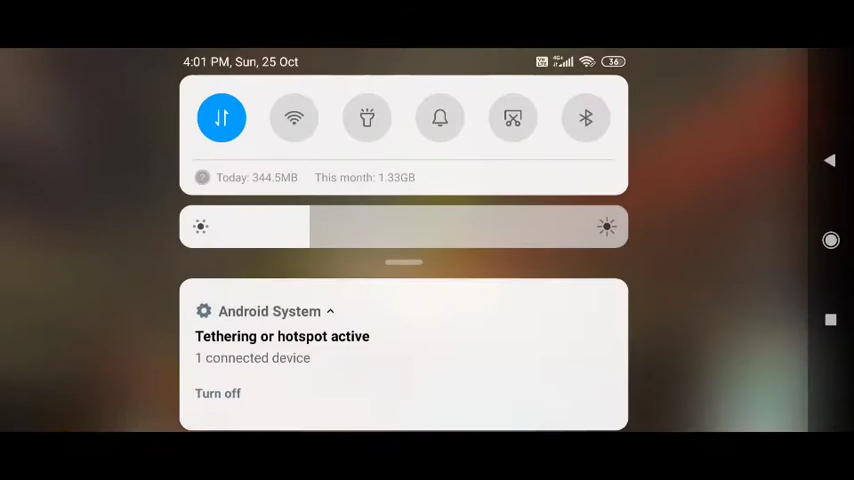 4:01 PM, Sun, 25 Oct
4G+
36
Today: 344.5MB This month: 1.33GB
Android System
Tethering or hotspot active
1 connected device
Turn off